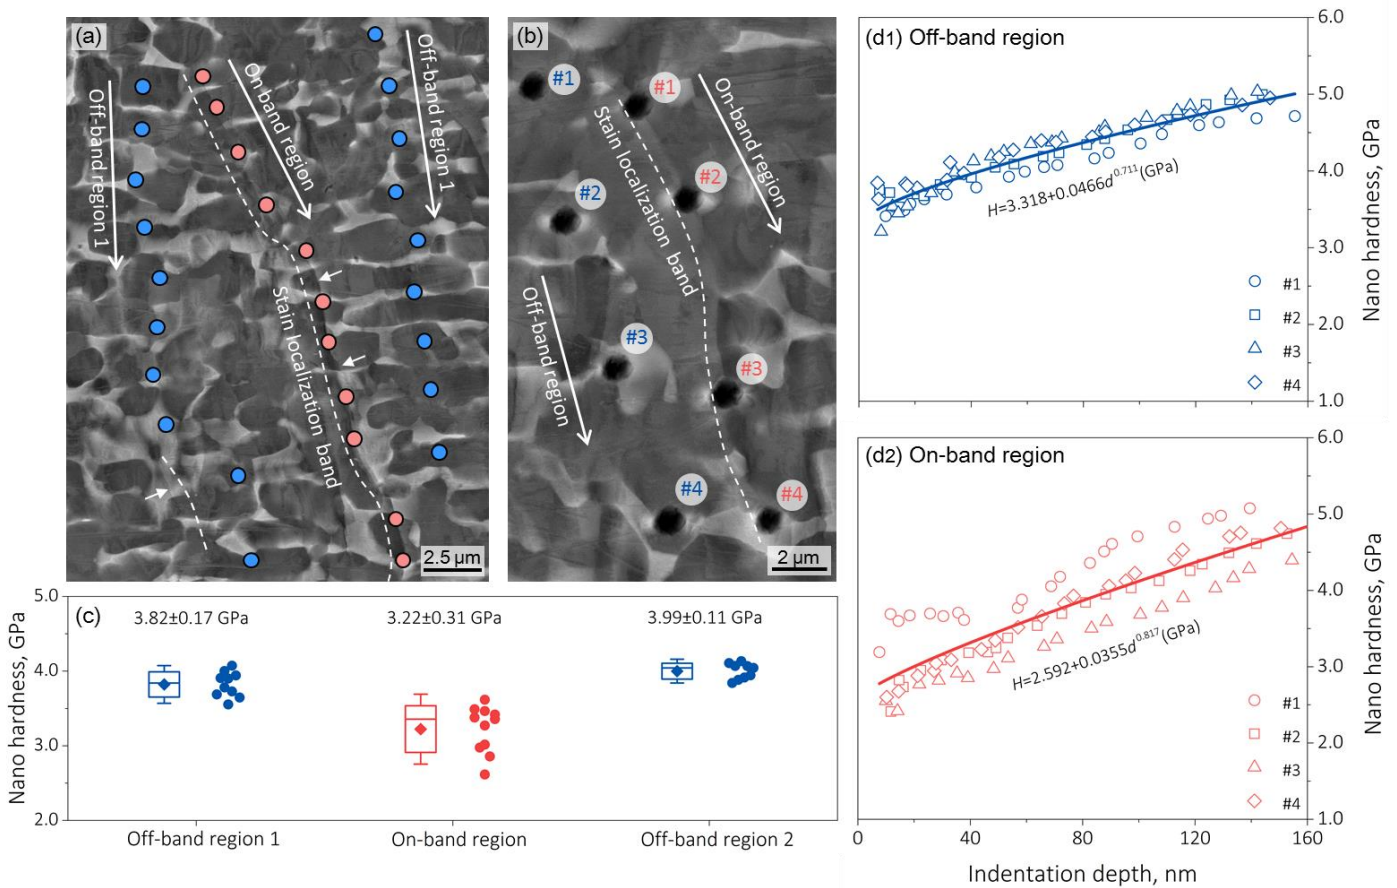 (a)
Off-band region 1
On-band region
Off-band region 1
Stain localization band
2.5 µm
(b)
#1
#1
#2
#2
#3
#3
#4
#4
Stain localization band
On-band region
Off-band region
2 µm
(c)
Nano hardness, GPa
5.0
4.0
3.0
2.0
3.82±0.17 GPa
3.22±0.31 GPa
3.99±0.11 GPa
Off-band region 1
On-band region
Off-band region 2
(d1) Off-band region
6.0
5.0
4.0
3.0
2.0
1.0
Nano hardness, GPa
H=3.318+0.0466d^0.711(GPa)
#1
#2
#3
#4
(d2) On-band region
6.0
5.0
4.0
3.0
2.0
1.0
Nano hardness, GPa
H=2.592+0.0355d^0.817(GPa)
#1
#2
#3
#4
0
40
80
120
160
Indentation depth, nm